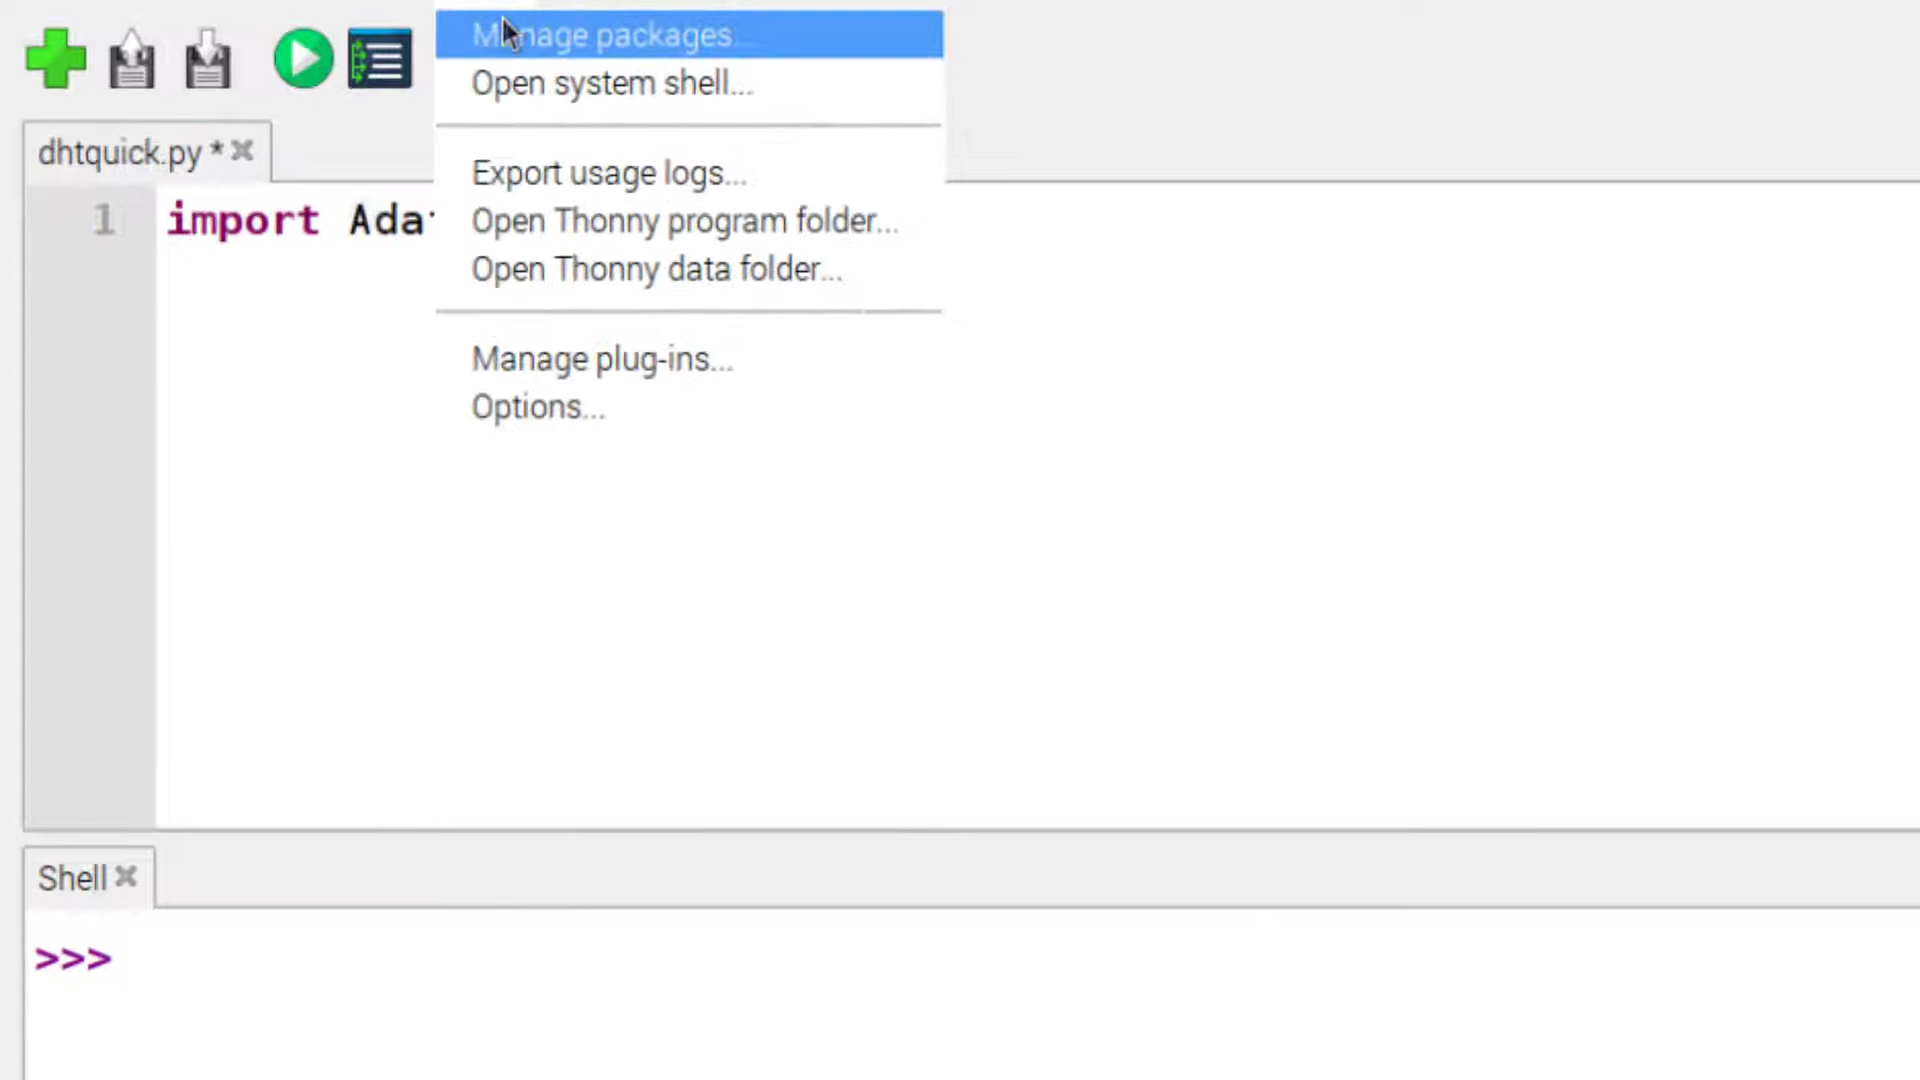 Manage packages...
Open system shell...
dhtquick.py *
Export usage logs...
1 import Ada
Open Thonny program folder...
Open Thonny data folder...
Manage plug-ins...
Options...
Shell
>>>